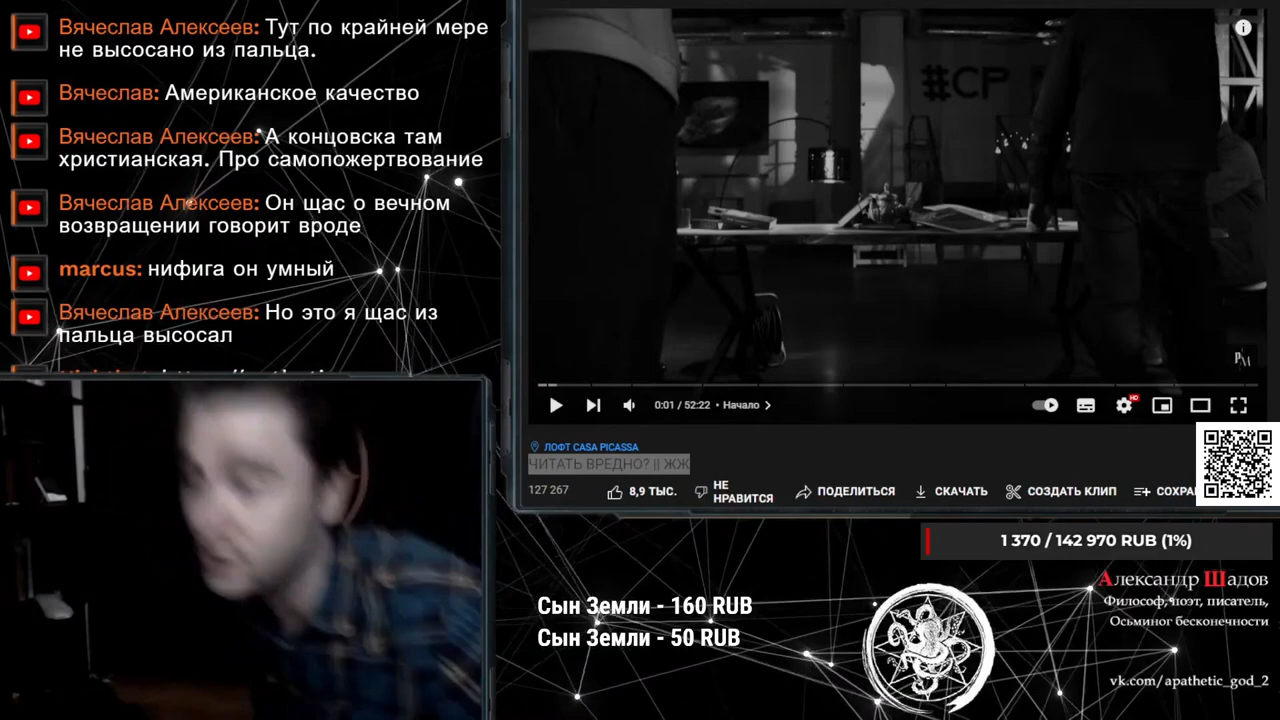 Вячеслав Алексеев: Тут по крайней мере
не высосано из пальца.
Вячеслав: Американское качество
Вячеслав Алексеев: А концовска там
христианская. Про самопожертвование
Вячеслав Алексеев: Он щас о вечном
возвращении говорит вроде
marcus: нифига он умный
Вячеслав Алексеев: Но это я щас из
пальца высосал
#CP
0:01 / 52:22 • Начало
HD
ЛОФТ CASA PICASSA
ЧИТАТЬ ВРЕДНО? || ЖЖ
127 267
8,9 ТЫС.
НЕ
НРАВИТСЯ
ПОДЕЛИТЬСЯ
СКАЧАТЬ
СОЗДАТЬ КЛИП
1 370 / 142 970 RUB (1%)
Сын Земли - 160 RUB
Сын Земли - 50 RUB
Александр Шадов
Философ, поэт, писатель,
Осьминог бесконечности
vk.com/apathetic_god_2